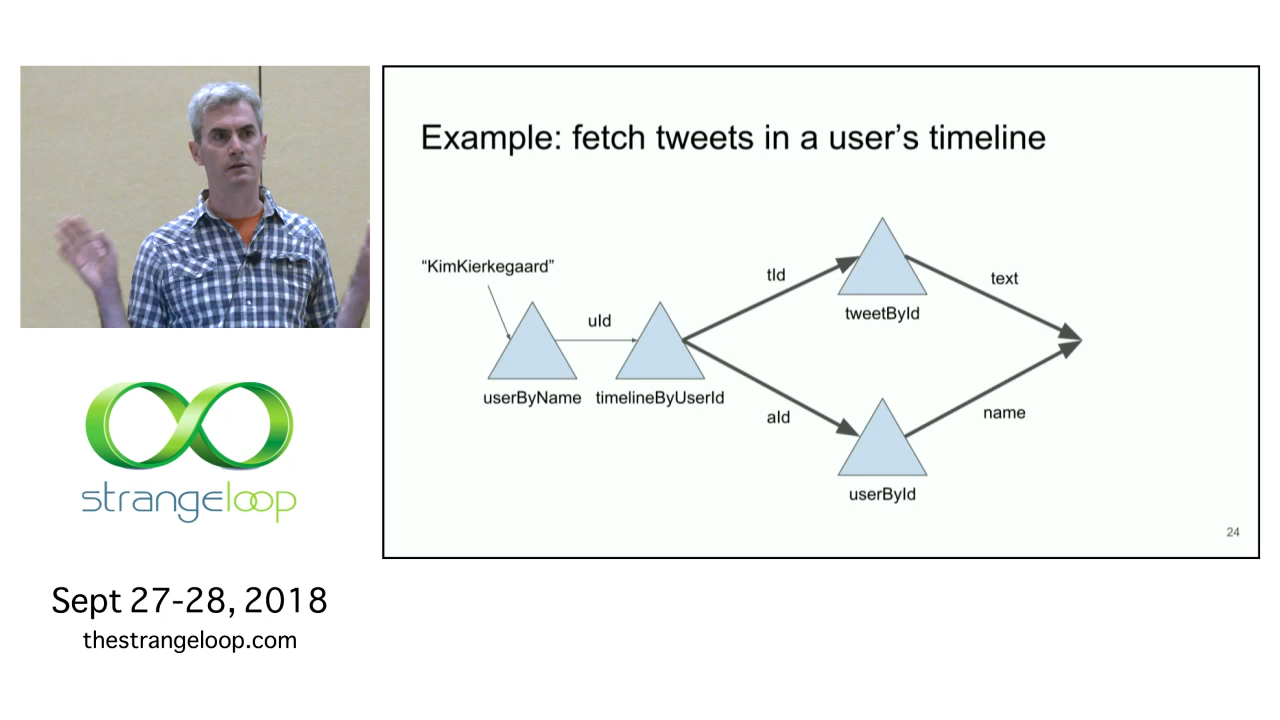 Example: fetch tweets in a user's timeline
"KimKierkegaard"
uId
tId
text
tweetById
userByName
timelineByUserId
aId
name
userById
24
strangeloop
Sept 27-28, 2018
thestrangeloop.com